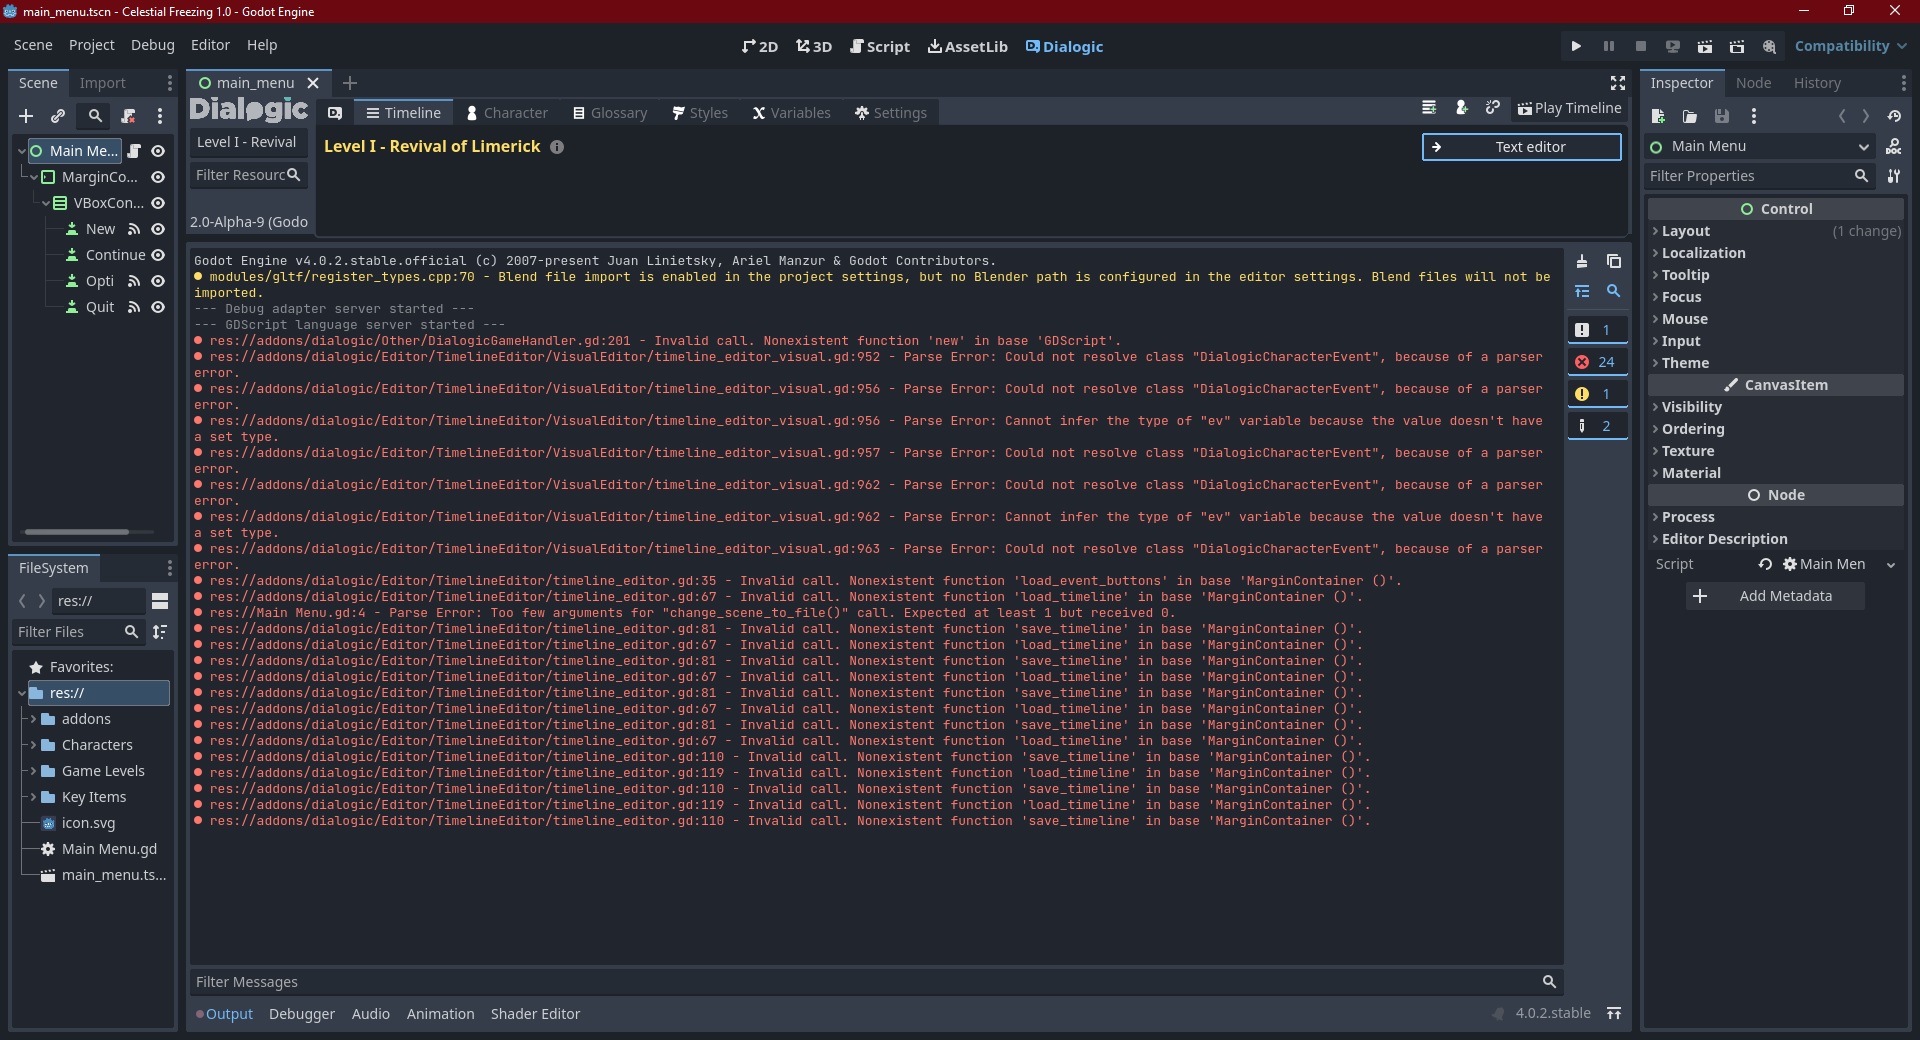 main_menu.tscn - Celestial Freezing 1.0 - Godot Engine
Scene Project Debug Editor Help
2D 3D Script AssetLib Dialogic
Compatibility
Scene Import
main_menu
Inspector Node History
Dialogic
Timeline Character Glossary Styles Variables Settings
Play Timeline
Level I - Revival
Level I - Revival of Limerick
Text editor
Filter Resourc
2.0-Alpha-9 (Godo
Main Me...
MarginCo...
VBoxCon...
New
Continue
Opti
Quit
Godot Engine v4.0.2.stable.official (c) 2007-present Juan Linietsky, Ariel Manzur & Godot Contributors.
modules/gltf/register_types.cpp:70 - Blend file import is enabled in the project settings, but no Blender path is configured in the editor settings. Blend files will not be
imported.
--- Debug adapter server started ---
--- GDScript language server started ---
res://addons/dialogic/Other/DialogicGameHandler.gd:201 - Invalid call. Nonexistent function 'new' in base 'GDScript'.
res://addons/dialogic/Editor/TimelineEditor/VisualEditor/timeline_editor_visual.gd:952 - Parse Error: Could not resolve class "DialogicCharacterEvent", because of a parser
error.
res://addons/dialogic/Editor/TimelineEditor/VisualEditor/timeline_editor_visual.gd:956 - Parse Error: Could not resolve class "DialogicCharacterEvent", because of a parser
error.
res://addons/dialogic/Editor/TimelineEditor/VisualEditor/timeline_editor_visual.gd:956 - Parse Error: Cannot infer the type of "ev" variable because the value doesn't have
a set type.
res://addons/dialogic/Editor/TimelineEditor/VisualEditor/timeline_editor_visual.gd:957 - Parse Error: Could not resolve class "DialogicCharacterEvent", because of a parser
error.
res://addons/dialogic/Editor/TimelineEditor/VisualEditor/timeline_editor_visual.gd:962 - Parse Error: Could not resolve class "DialogicCharacterEvent", because of a parser
error.
res://addons/dialogic/Editor/TimelineEditor/VisualEditor/timeline_editor_visual.gd:962 - Parse Error: Cannot infer the type of "ev" variable because the value doesn't have
a set type.
res://addons/dialogic/Editor/TimelineEditor/VisualEditor/timeline_editor_visual.gd:963 - Parse Error: Could not resolve class "DialogicCharacterEvent", because of a parser
error.
res://addons/dialogic/Editor/TimelineEditor/timeline_editor.gd:35 - Invalid call. Nonexistent function 'load_event_buttons' in base 'MarginContainer ()'.
res://addons/dialogic/Editor/TimelineEditor/timeline_editor.gd:67 - Invalid call. Nonexistent function 'load_timeline' in base 'MarginContainer ()'.
res://Main Menu.gd:4 - Parse Error: Too few arguments for "change_scene_to_file()" call. Expected at least 1 but received 0.
res://addons/dialogic/Editor/TimelineEditor/timeline_editor.gd:81 - Invalid call. Nonexistent function 'save_timeline' in base 'MarginContainer ()'.
res://addons/dialogic/Editor/TimelineEditor/timeline_editor.gd:67 - Invalid call. Nonexistent function 'load_timeline' in base 'MarginContainer ()'.
res://addons/dialogic/Editor/TimelineEditor/timeline_editor.gd:81 - Invalid call. Nonexistent function 'save_timeline' in base 'MarginContainer ()'.
res://addons/dialogic/Editor/TimelineEditor/timeline_editor.gd:67 - Invalid call. Nonexistent function 'load_timeline' in base 'MarginContainer ()'.
res://addons/dialogic/Editor/TimelineEditor/timeline_editor.gd:81 - Invalid call. Nonexistent function 'save_timeline' in base 'MarginContainer ()'.
res://addons/dialogic/Editor/TimelineEditor/timeline_editor.gd:67 - Invalid call. Nonexistent function 'load_timeline' in base 'MarginContainer ()'.
res://addons/dialogic/Editor/TimelineEditor/timeline_editor.gd:81 - Invalid call. Nonexistent function 'save_timeline' in base 'MarginContainer ()'.
res://addons/dialogic/Editor/TimelineEditor/timeline_editor.gd:67 - Invalid call. Nonexistent function 'load_timeline' in base 'MarginContainer ()'.
res://addons/dialogic/Editor/TimelineEditor/timeline_editor.gd:110 - Invalid call. Nonexistent function 'save_timeline' in base 'MarginContainer ()'.
res://addons/dialogic/Editor/TimelineEditor/timeline_editor.gd:119 - Invalid call. Nonexistent function 'load_timeline' in base 'MarginContainer ()'.
res://addons/dialogic/Editor/TimelineEditor/timeline_editor.gd:110 - Invalid call. Nonexistent function 'save_timeline' in base 'MarginContainer ()'.
res://addons/dialogic/Editor/TimelineEditor/timeline_editor.gd:119 - Invalid call. Nonexistent function 'load_timeline' in base 'MarginContainer ()'.
res://addons/dialogic/Editor/TimelineEditor/timeline_editor.gd:110 - Invalid call. Nonexistent function 'save_timeline' in base 'MarginContainer ()'.
1
24
1
2
Filter Messages
Output Debugger Audio Animation Shader Editor
4.0.2.stable
FileSystem
res://
Filter Files
Favorites:
res://
addons
Characters
Game Levels
Key Items
icon.svg
Main Menu.gd
main_menu.ts...
Main Menu
DOC
Filter Properties
Control
Layout (1 change)
Localization
Tooltip
Focus
Mouse
Input
Theme
CanvasItem
Visibility
Ordering
Texture
Material
Node
Process
Editor Description
Script Main Men
Add Metadata